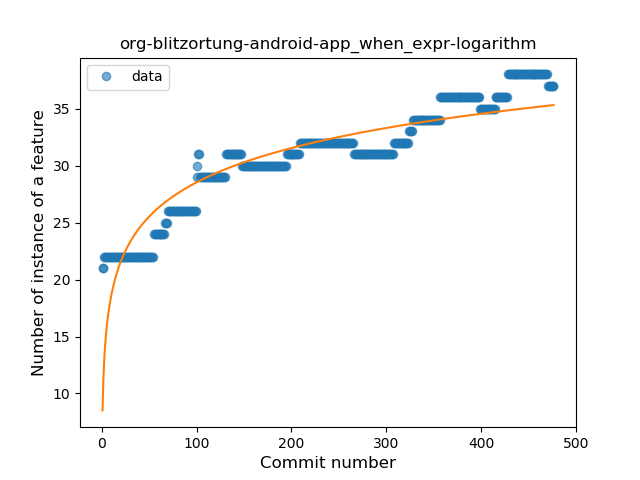 org-blitzortung-android-app_when_expr-logarithm
data
Number of instance of a feature
35
30
25
20
15
10
0 100 200 300 400 500
Commit number